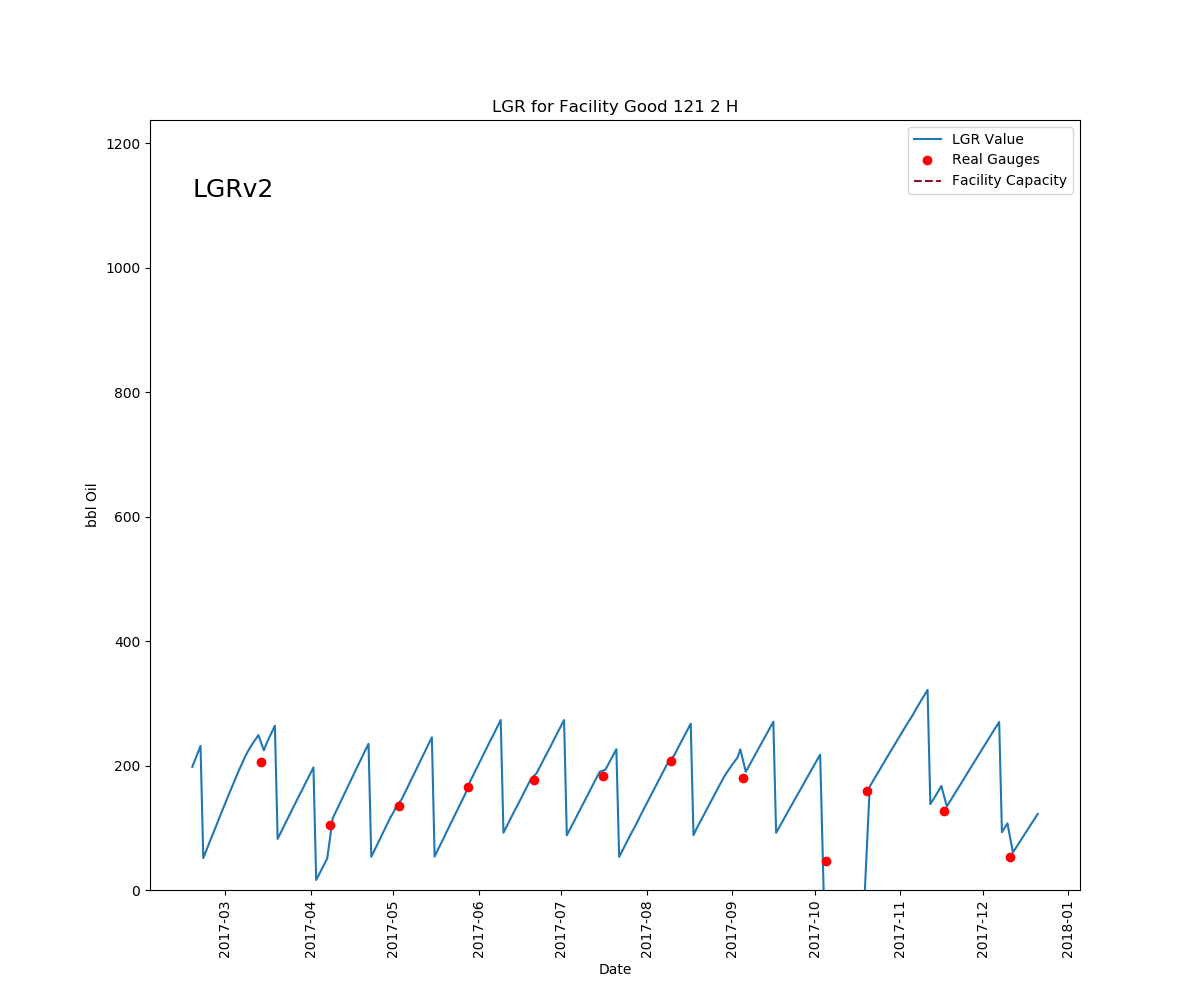 LGR for Facility Good 121 2 H
LGRv2
LGR Value
Real Gauges
Facility Capacity
1200
1000
800
600
400
200
0
bbl Oil
2017-03
2017-04
2017-05
2017-06
2017-07
2017-08
2017-09
2017-10
2017-11
2017-12
2018-01
Date